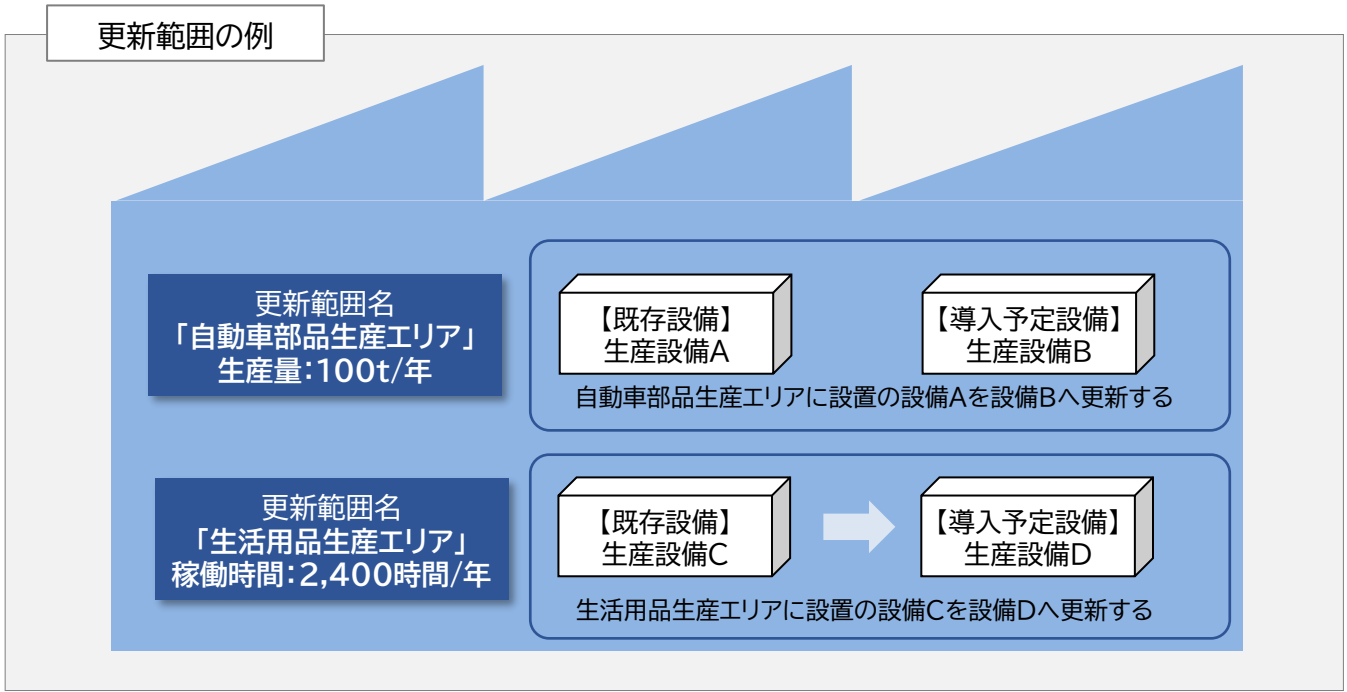 更新範囲の例
更新範囲名
「自動車部品生産エリア」
生産量：100t/年
【既存設備】
生産設備A
【導入予定設備】
生産設備B
自動車部品生産エリアに設置の設備Aを設備Bへ更新する
更新範囲名
「生活用品生産エリア」
稼働時間：2,400時間/年
【既存設備】
生産設備C
【導入予定設備】
生産設備D
生活用品生産エリアに設置の設備Cを設備Dへ更新する